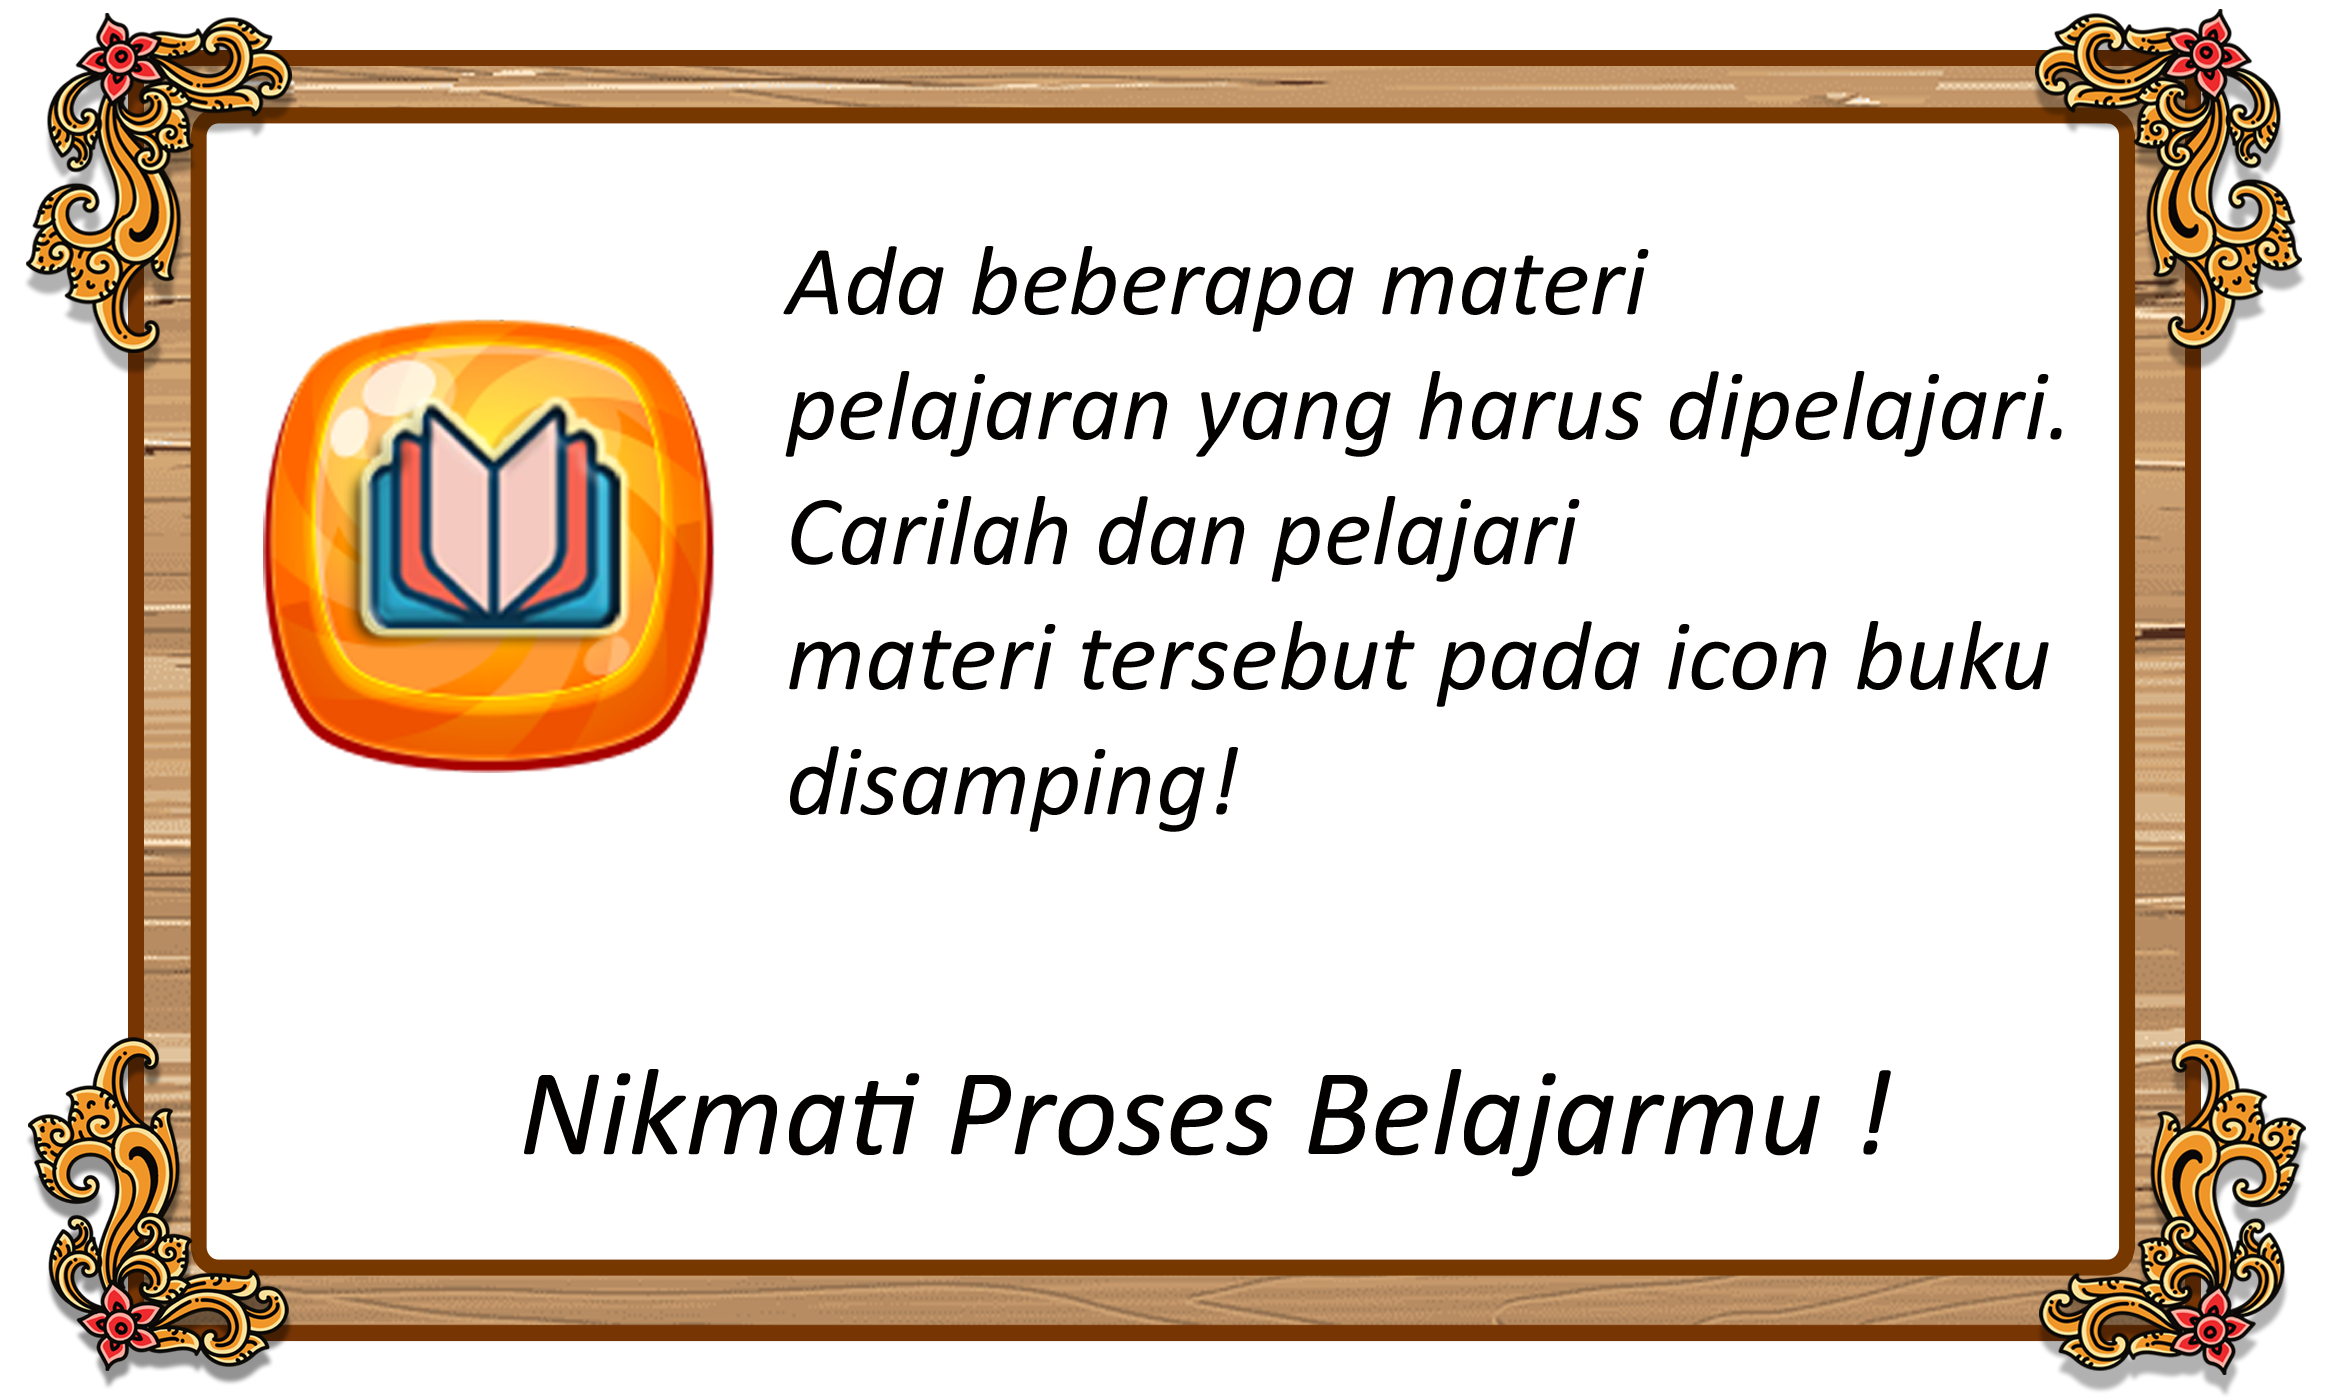 Ada beberapa materi
pelajaran yang harus dipelajari.
Carilah dan pelajari
materi tersebut pada icon buku
disamping!
Nikmati Proses Belajarmu !